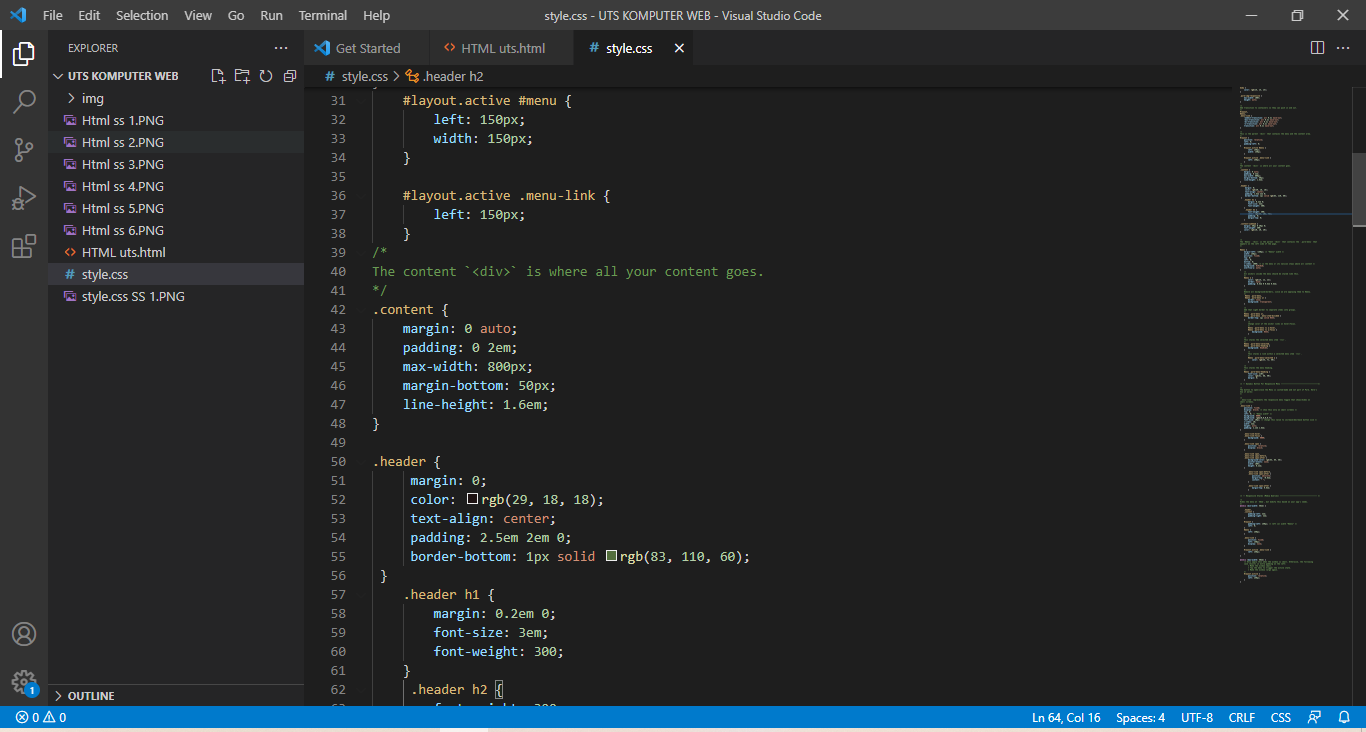 File Edit Selection View Go Run Terminal Help
style.css - UTS KOMPUTER WEB - Visual Studio Code
EXPLORER
UTS KOMPUTER WEB
img
Html ss 1.PNG
Html ss 2.PNG
Html ss 3.PNG
Html ss 4.PNG
Html ss 5.PNG
Html ss 6.PNG
HTML uts.html
# style.css
style.css SS 1.PNG
OUTLINE
1
Get Started
HTML uts.html
# style.css
# style.css > .header h2
31 #layout.active #menu {
32 left: 150px;
33 width: 150px;
34 }
35
36 #layout.active .menu-link {
37 left: 150px;
38 }
39 /*
40 The content `<div>` is where all your content goes.
41 */
42 .content {
43 margin: 0 auto;
44 padding: 0 2em;
45 max-width: 800px;
46 margin-bottom: 50px;
47 line-height: 1.6em;
48 }
49
50 .header {
51 margin: 0;
52 color: rgb(29, 18, 18);
53 text-align: center;
54 padding: 2.5em 2em 0;
55 border-bottom: 1px solid rgb(83, 110, 60);
56 }
57 .header h1 {
58 margin: 0.2em 0;
59 font-size: 3em;
60 font-weight: 300;
61 }
62 .header h2 {
0 0
Ln 64, Col 16
Spaces: 4
UTF-8
CRLF
CSS